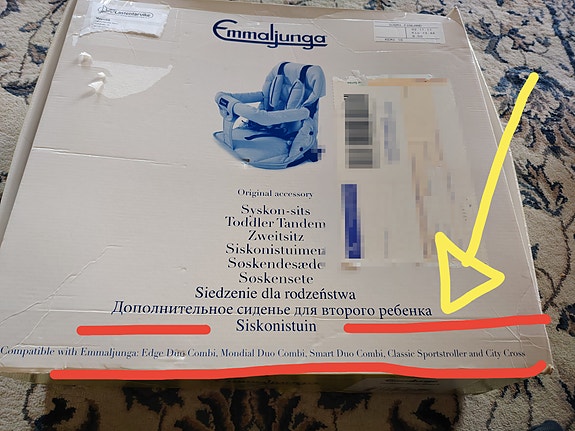 Emmaljunga
Original accessory
Syskon-sits
Toddler Tandem
Zweitsitz
Siskonistuimen
Søskendesæde
Søskensete
Siedzenie dla rodzeństwa
Дополнительное сиденье для второго ребенка
Siskonistuin
Compatible with Emmaljunga: Edge Duo Combi, Mondial Duo Combi, Smart Duo Combi, Classic Sportstroller and City Cross